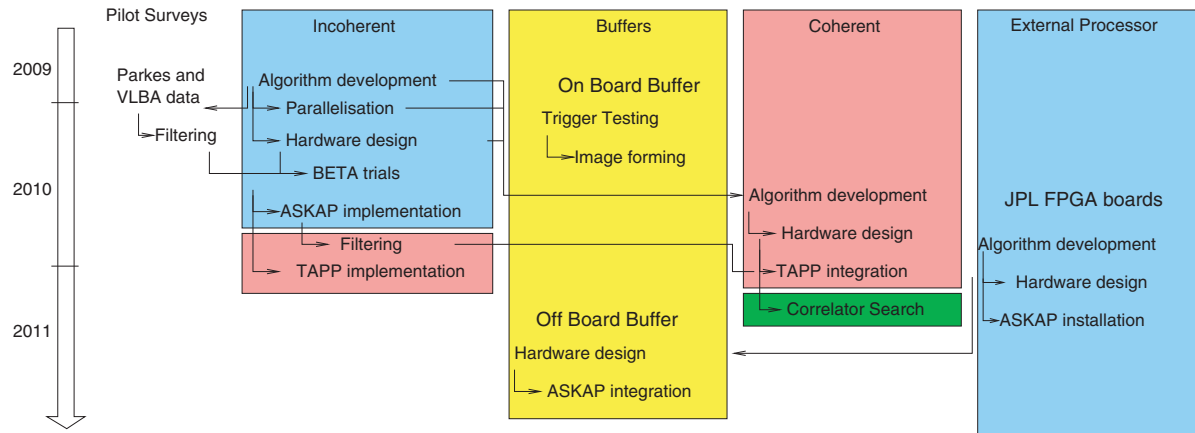 Pilot Surveys
Incoherent
Buffers
Coherent
External Processor
2009
2010
2011
Parkes and
VLBA data
Filtering
Algorithm development
Parallelisation
Hardware design
BETA trials
ASKAP implementation
Filtering
TAPP implementation
On Board Buffer
Trigger Testing
Image forming
Off Board Buffer
Hardware design
ASKAP integration
Algorithm development
Hardware design
TAPP integration
Correlator Search
JPL FPGA boards
Algorithm development
Hardware design
ASKAP installation